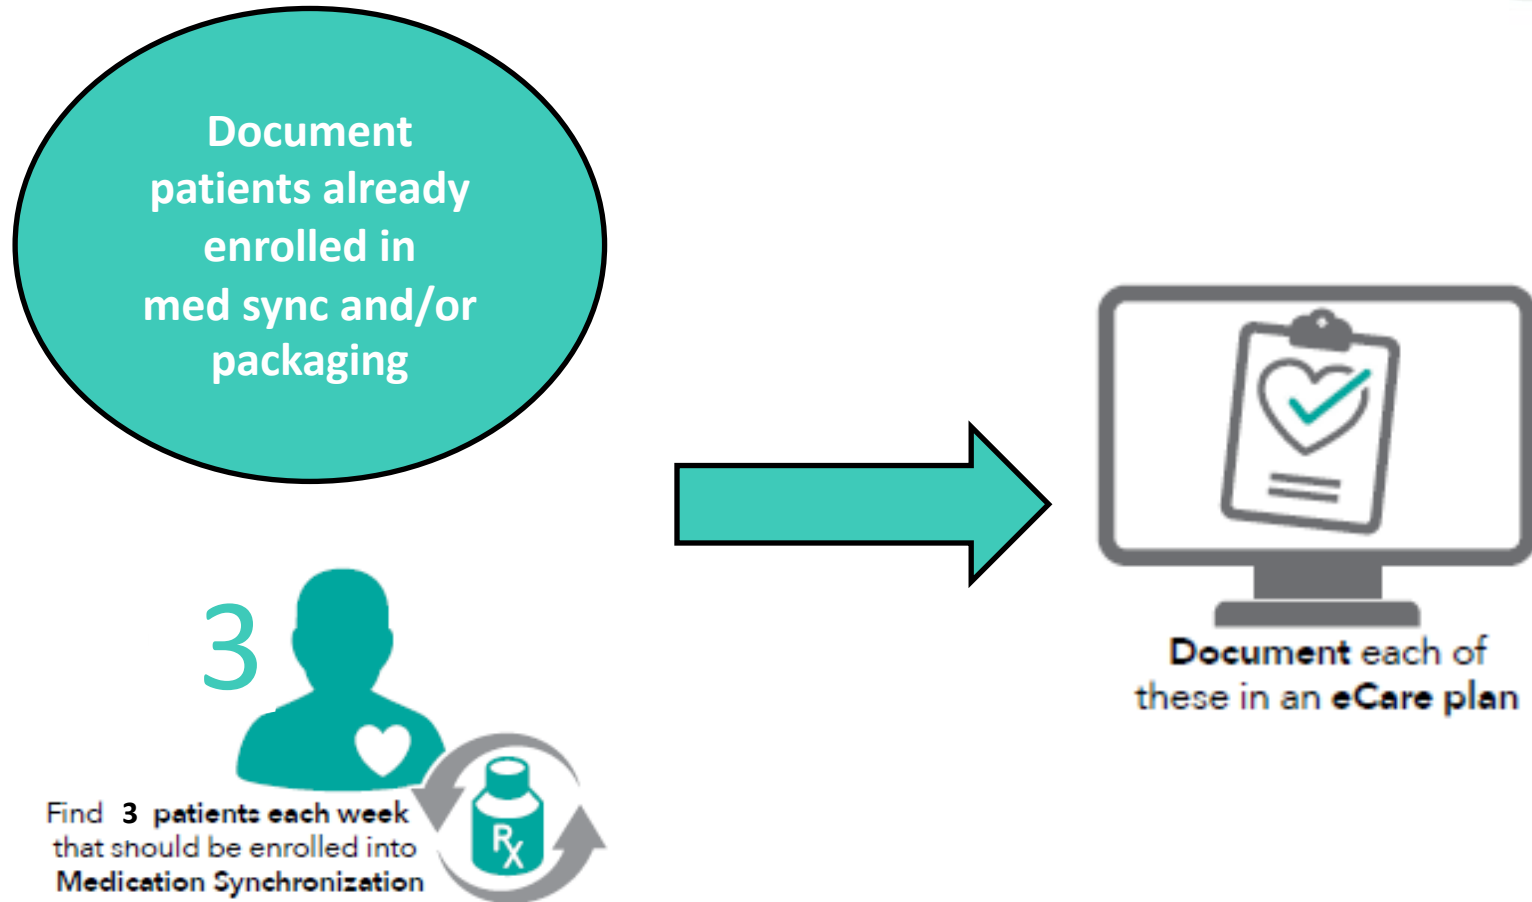 Document
patients already
enrolled in
med sync and/or
packaging
3
Find 3 patients each week
that should be enrolled into
Medication Synchronization
Rx
Document each of
these in an eCare plan